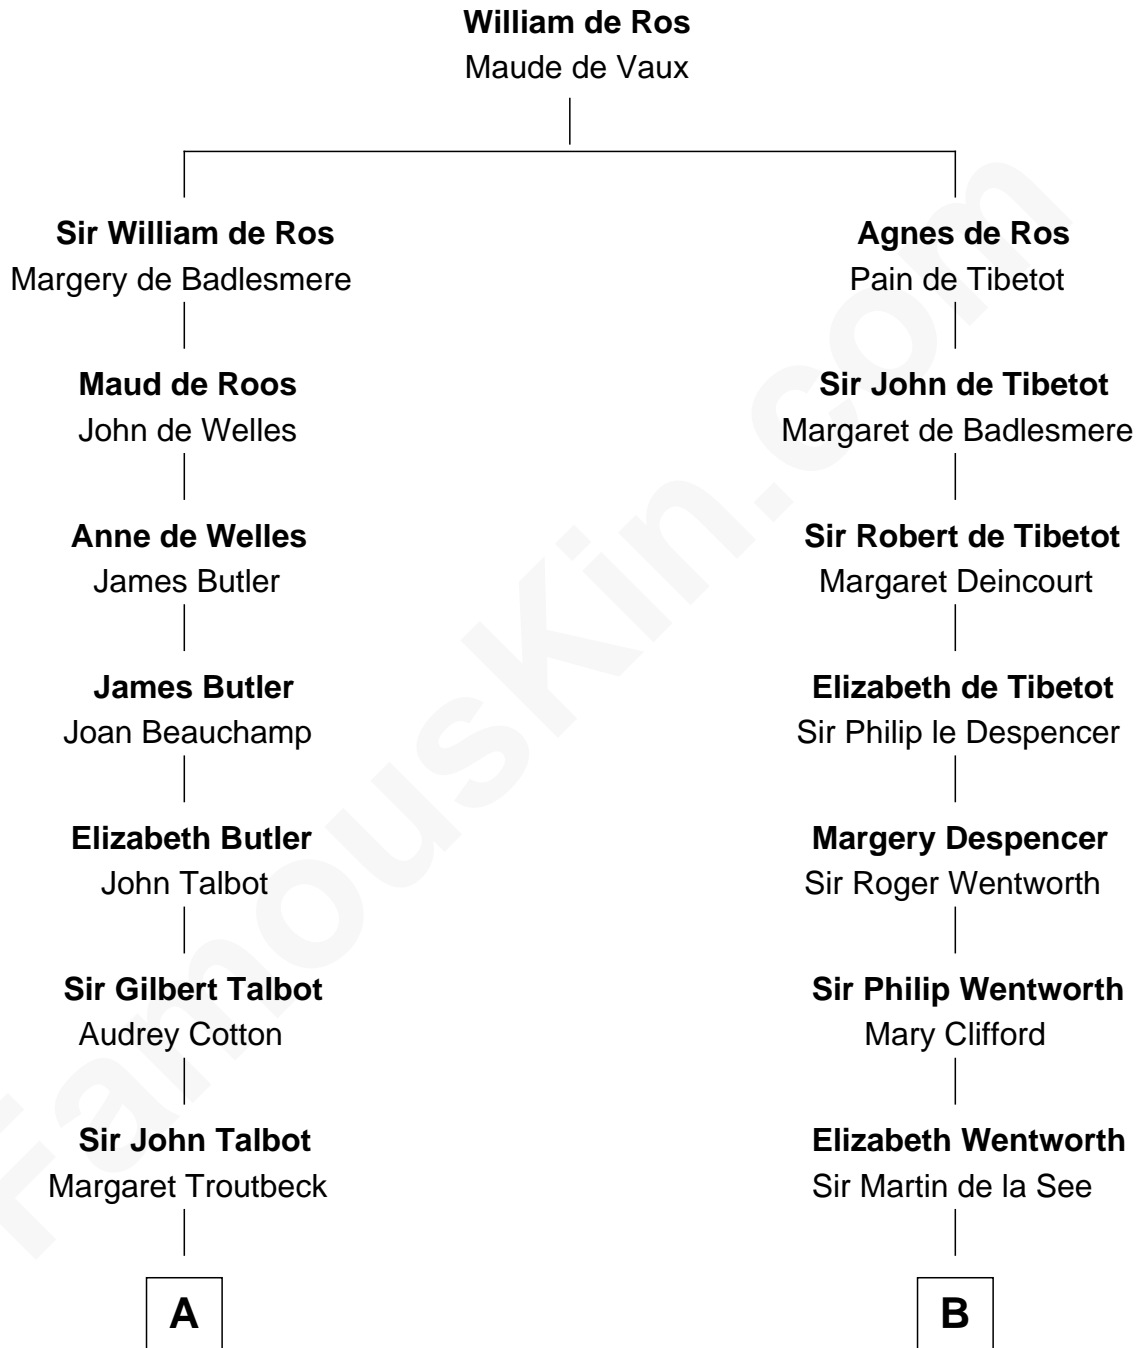 William de Ros
Maude de Vaux
Sir William de Ros
Margery de Badlesmere
Agnes de Ros
Pain de Tibetot
Maud de Roos
John de Welles
Sir John de Tibetot
Margaret de Badlesmere
Anne de Welles
James Butler
Sir Robert de Tibetot
Margaret Deincourt
James Butler
Joan Beauchamp
Elizabeth de Tibetot
Sir Philip le Despencer
Elizabeth Butler
John Talbot
Margery Despencer
Sir Roger Wentworth
Sir Gilbert Talbot
Audrey Cotton
Sir Philip Wentworth
Mary Clifford
Sir John Talbot
Margaret Troutbeck
Elizabeth Wentworth
Sir Martin de la See
A
B
FamousKin.com